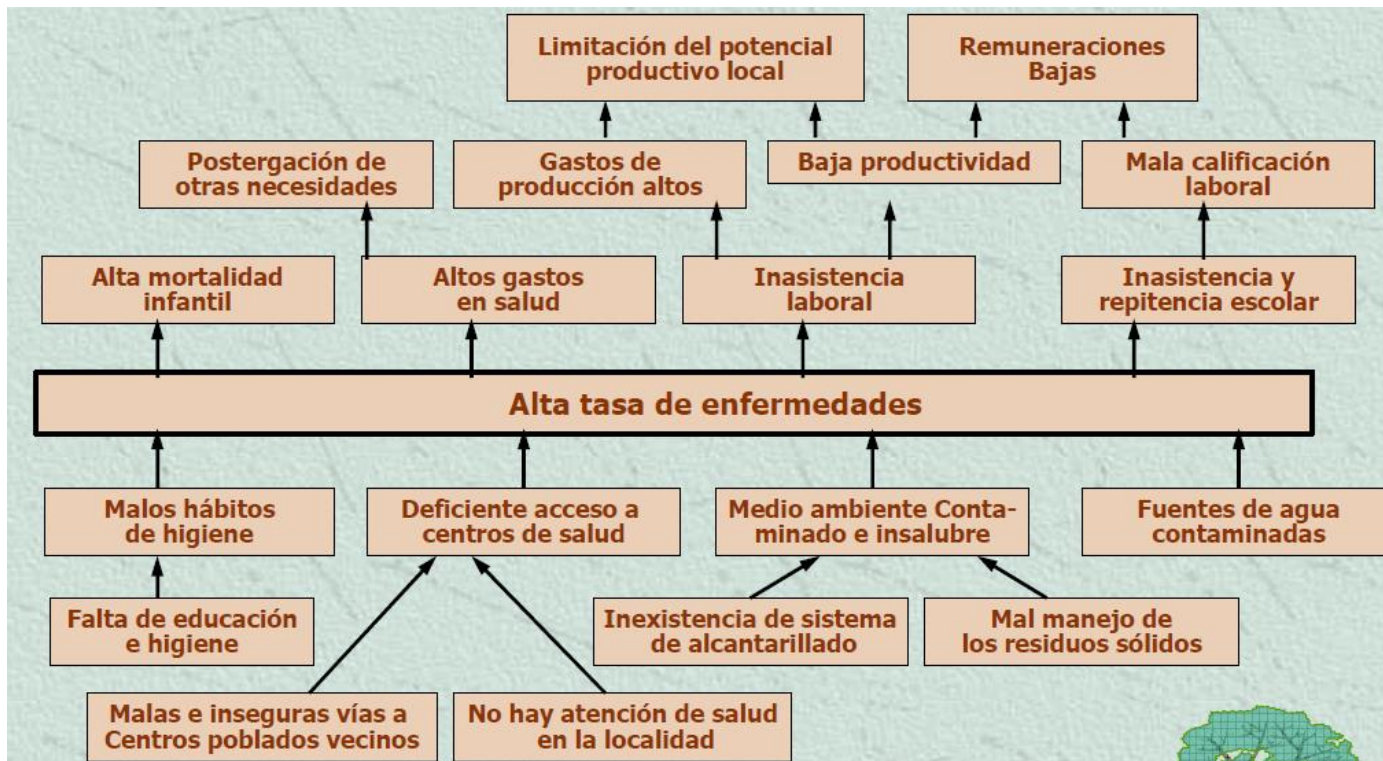 Limitación del potencial
productivo local
Remuneraciones
Bajas
Postergación de
otras necesidades
Gastos de
producción altos
Baja productividad
Mala calificación
laboral
Alta mortalidad
infantil
Altos gastos
en salud
Inasistencia
laboral
Inasistencia y
repitencia escolar
Alta tasa de enfermedades
Malos hábitos
de higiene
Deficiente acceso a
centros de salud
Medio ambiente Conta-
minado e insalubre
Fuentes de agua
contaminadas
Falta de educación
e higiene
Inexistencia de sistema
de alcantarillado
Mal manejo de
los residuos sólidos
Malas e inseguras vías a
Centros poblados vecinos
No hay atención de salud
en la localidad